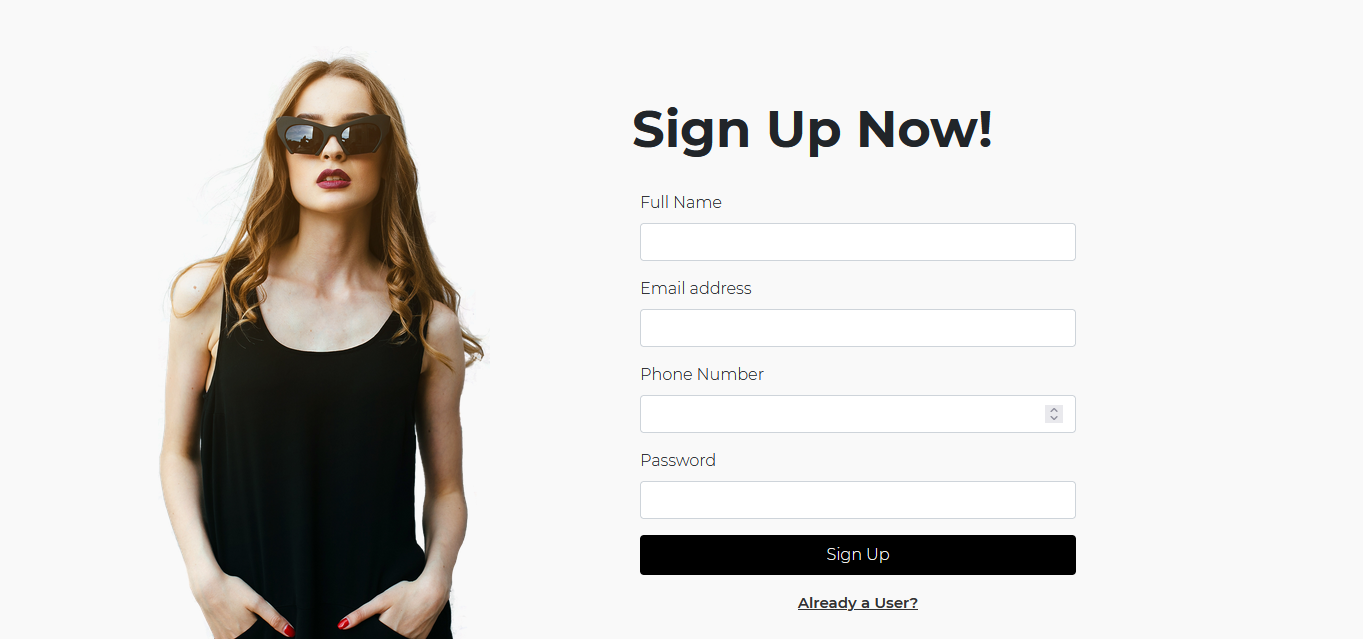 Sign Up Now!
Full Name
Email address
Phone Number
Password
Sign Up
Already a User?